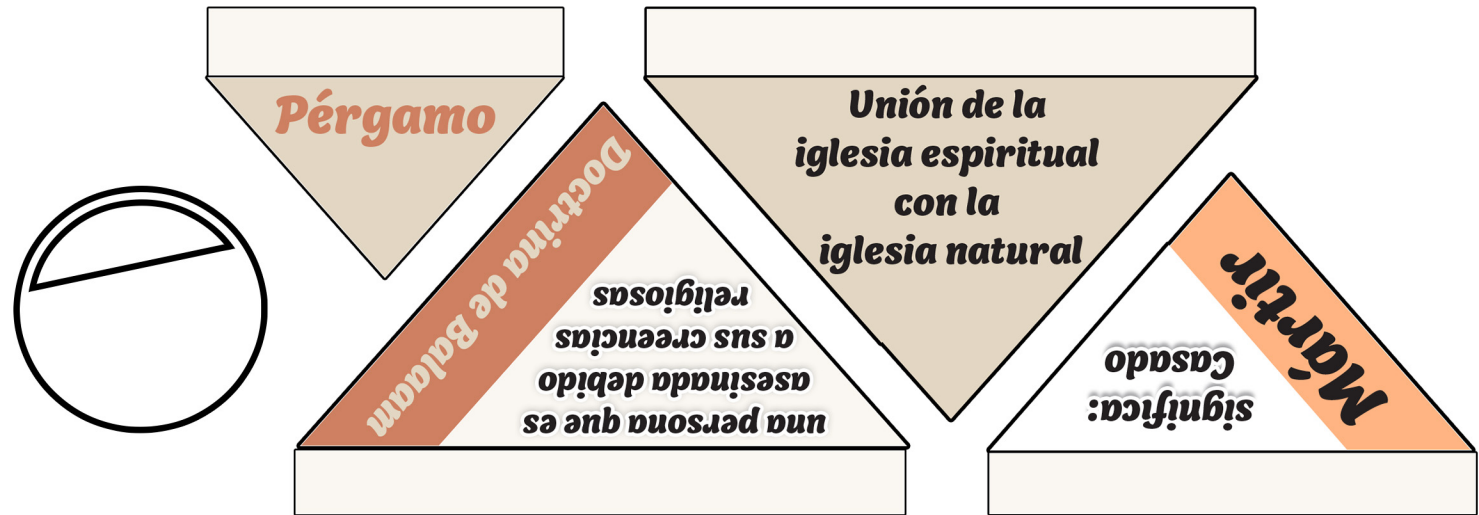 Pérgamo
Doctrina de Balaam
una persona que es
asesinada debido
a sus creencias
religiosas
Unión de la
iglesia espiritual
con la
iglesia natural
Mártir
significa:
Casado